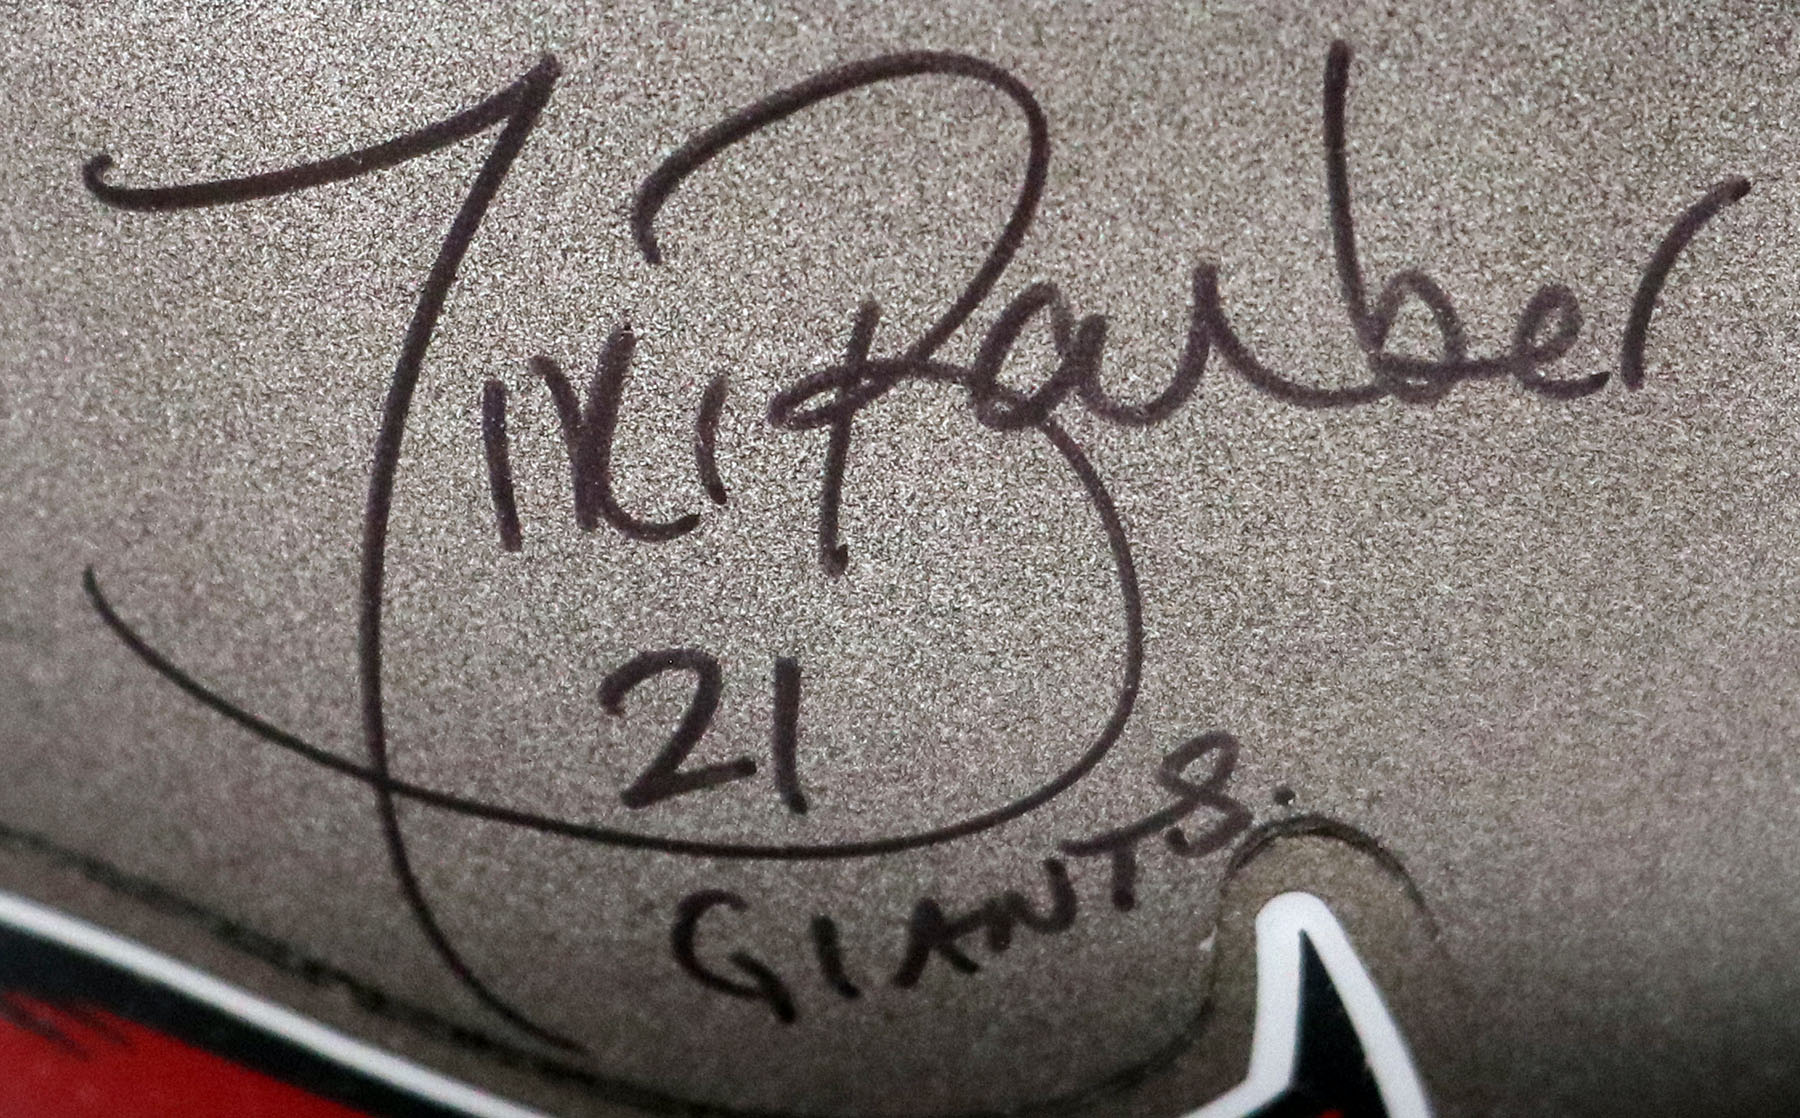 Tiki Barber
21
GIANTS.